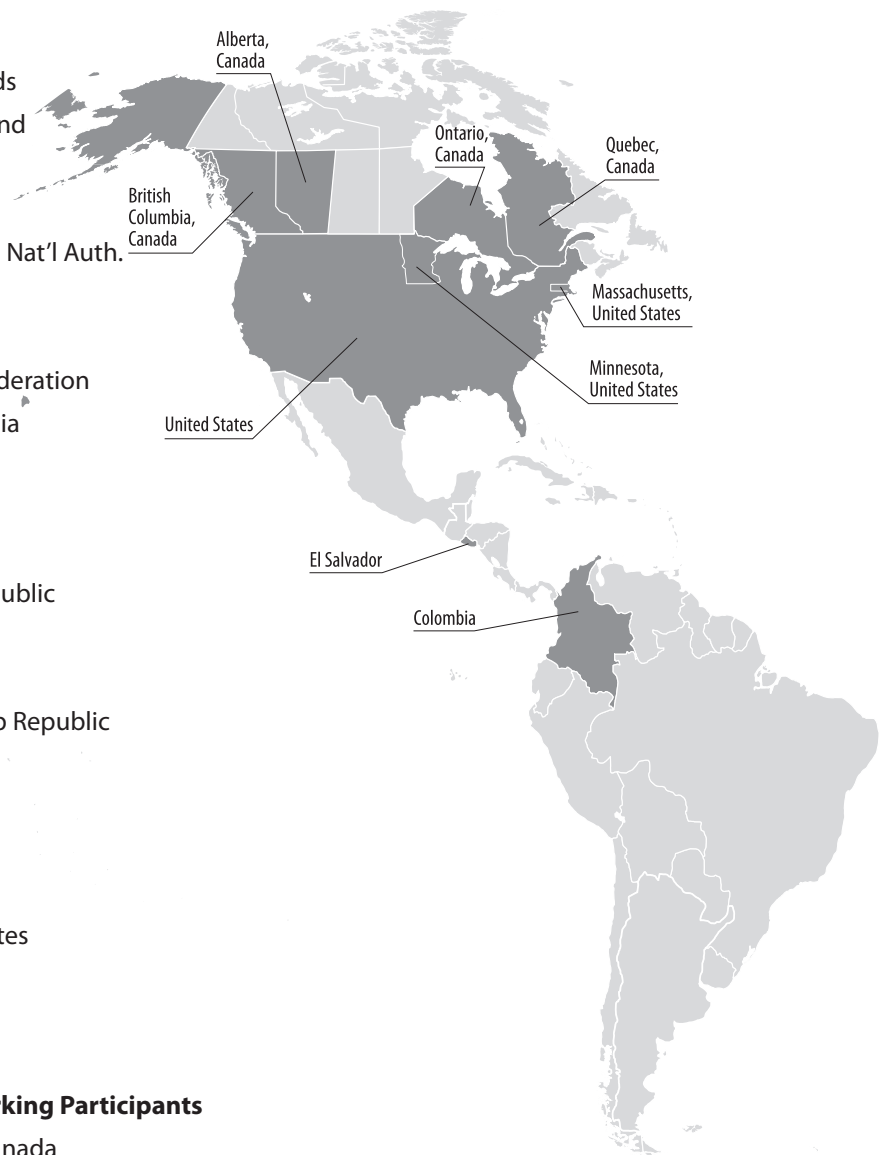 Alberta,
Canada
ds
nd
Ontario,
Canada
Quebec,
Canada
British
Columbia,
Canada
Nat'l Auth.
Massachusetts,
United States
Minnesota,
United States
deration
ia
United States
El Salvador
ublic
Colombia
Republic
tes
rking Participants
nada